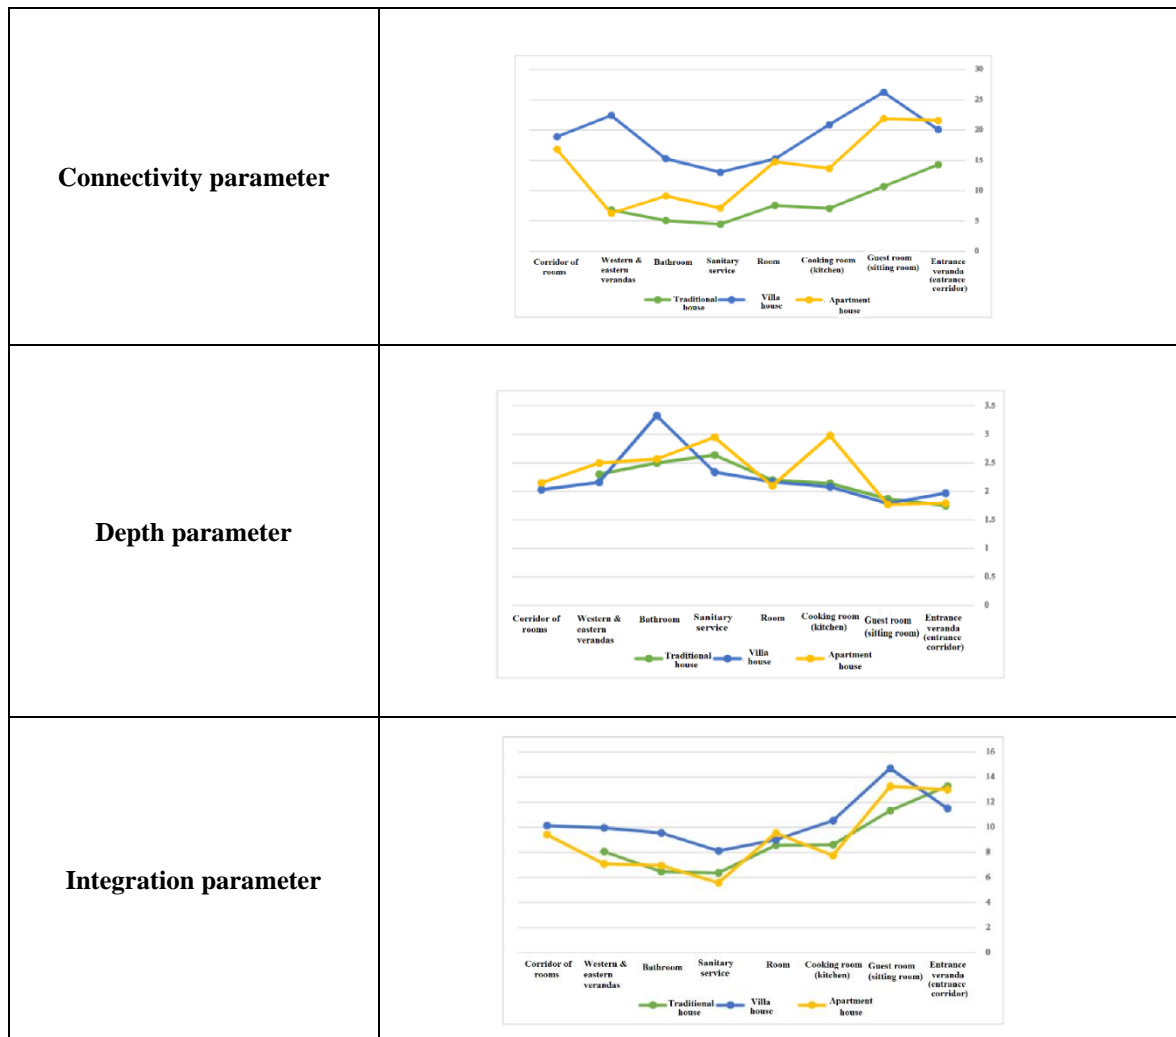 Connectivity parameter
30
25
20
15
10
5
0
Corridor of
rooms
Western &
eastern
verandas
Bathroom
Sanitary
service
Room
Cooking room
(kitchen)
Guest room
(sitting room)
Entrance
veranda
(entrance
corridor)
Traditional
house
Villa
house
Apartment
house
Depth parameter
3.5
3
2.5
2
1.5
1
0.5
0
Corridor of
rooms
Western &
eastern
verandas
Bathroom
Sanitary
service
Room
Cooking room
(kitchen)
Guest room
(sitting room)
Entrance
veranda
(entrance
corridor)
Traditional
house
Villa
house
Apartment
house
Integration parameter
16
14
12
10
8
6
4
2
0
Corridor of
rooms
Western &
eastern
verandas
Bathroom
Sanitary
service
Room
Cooking room
(kitchen)
Guest room
(sitting room)
Entrance
veranda
(entrance
corridor)
Traditional
house
Villa
house
Apartment
house